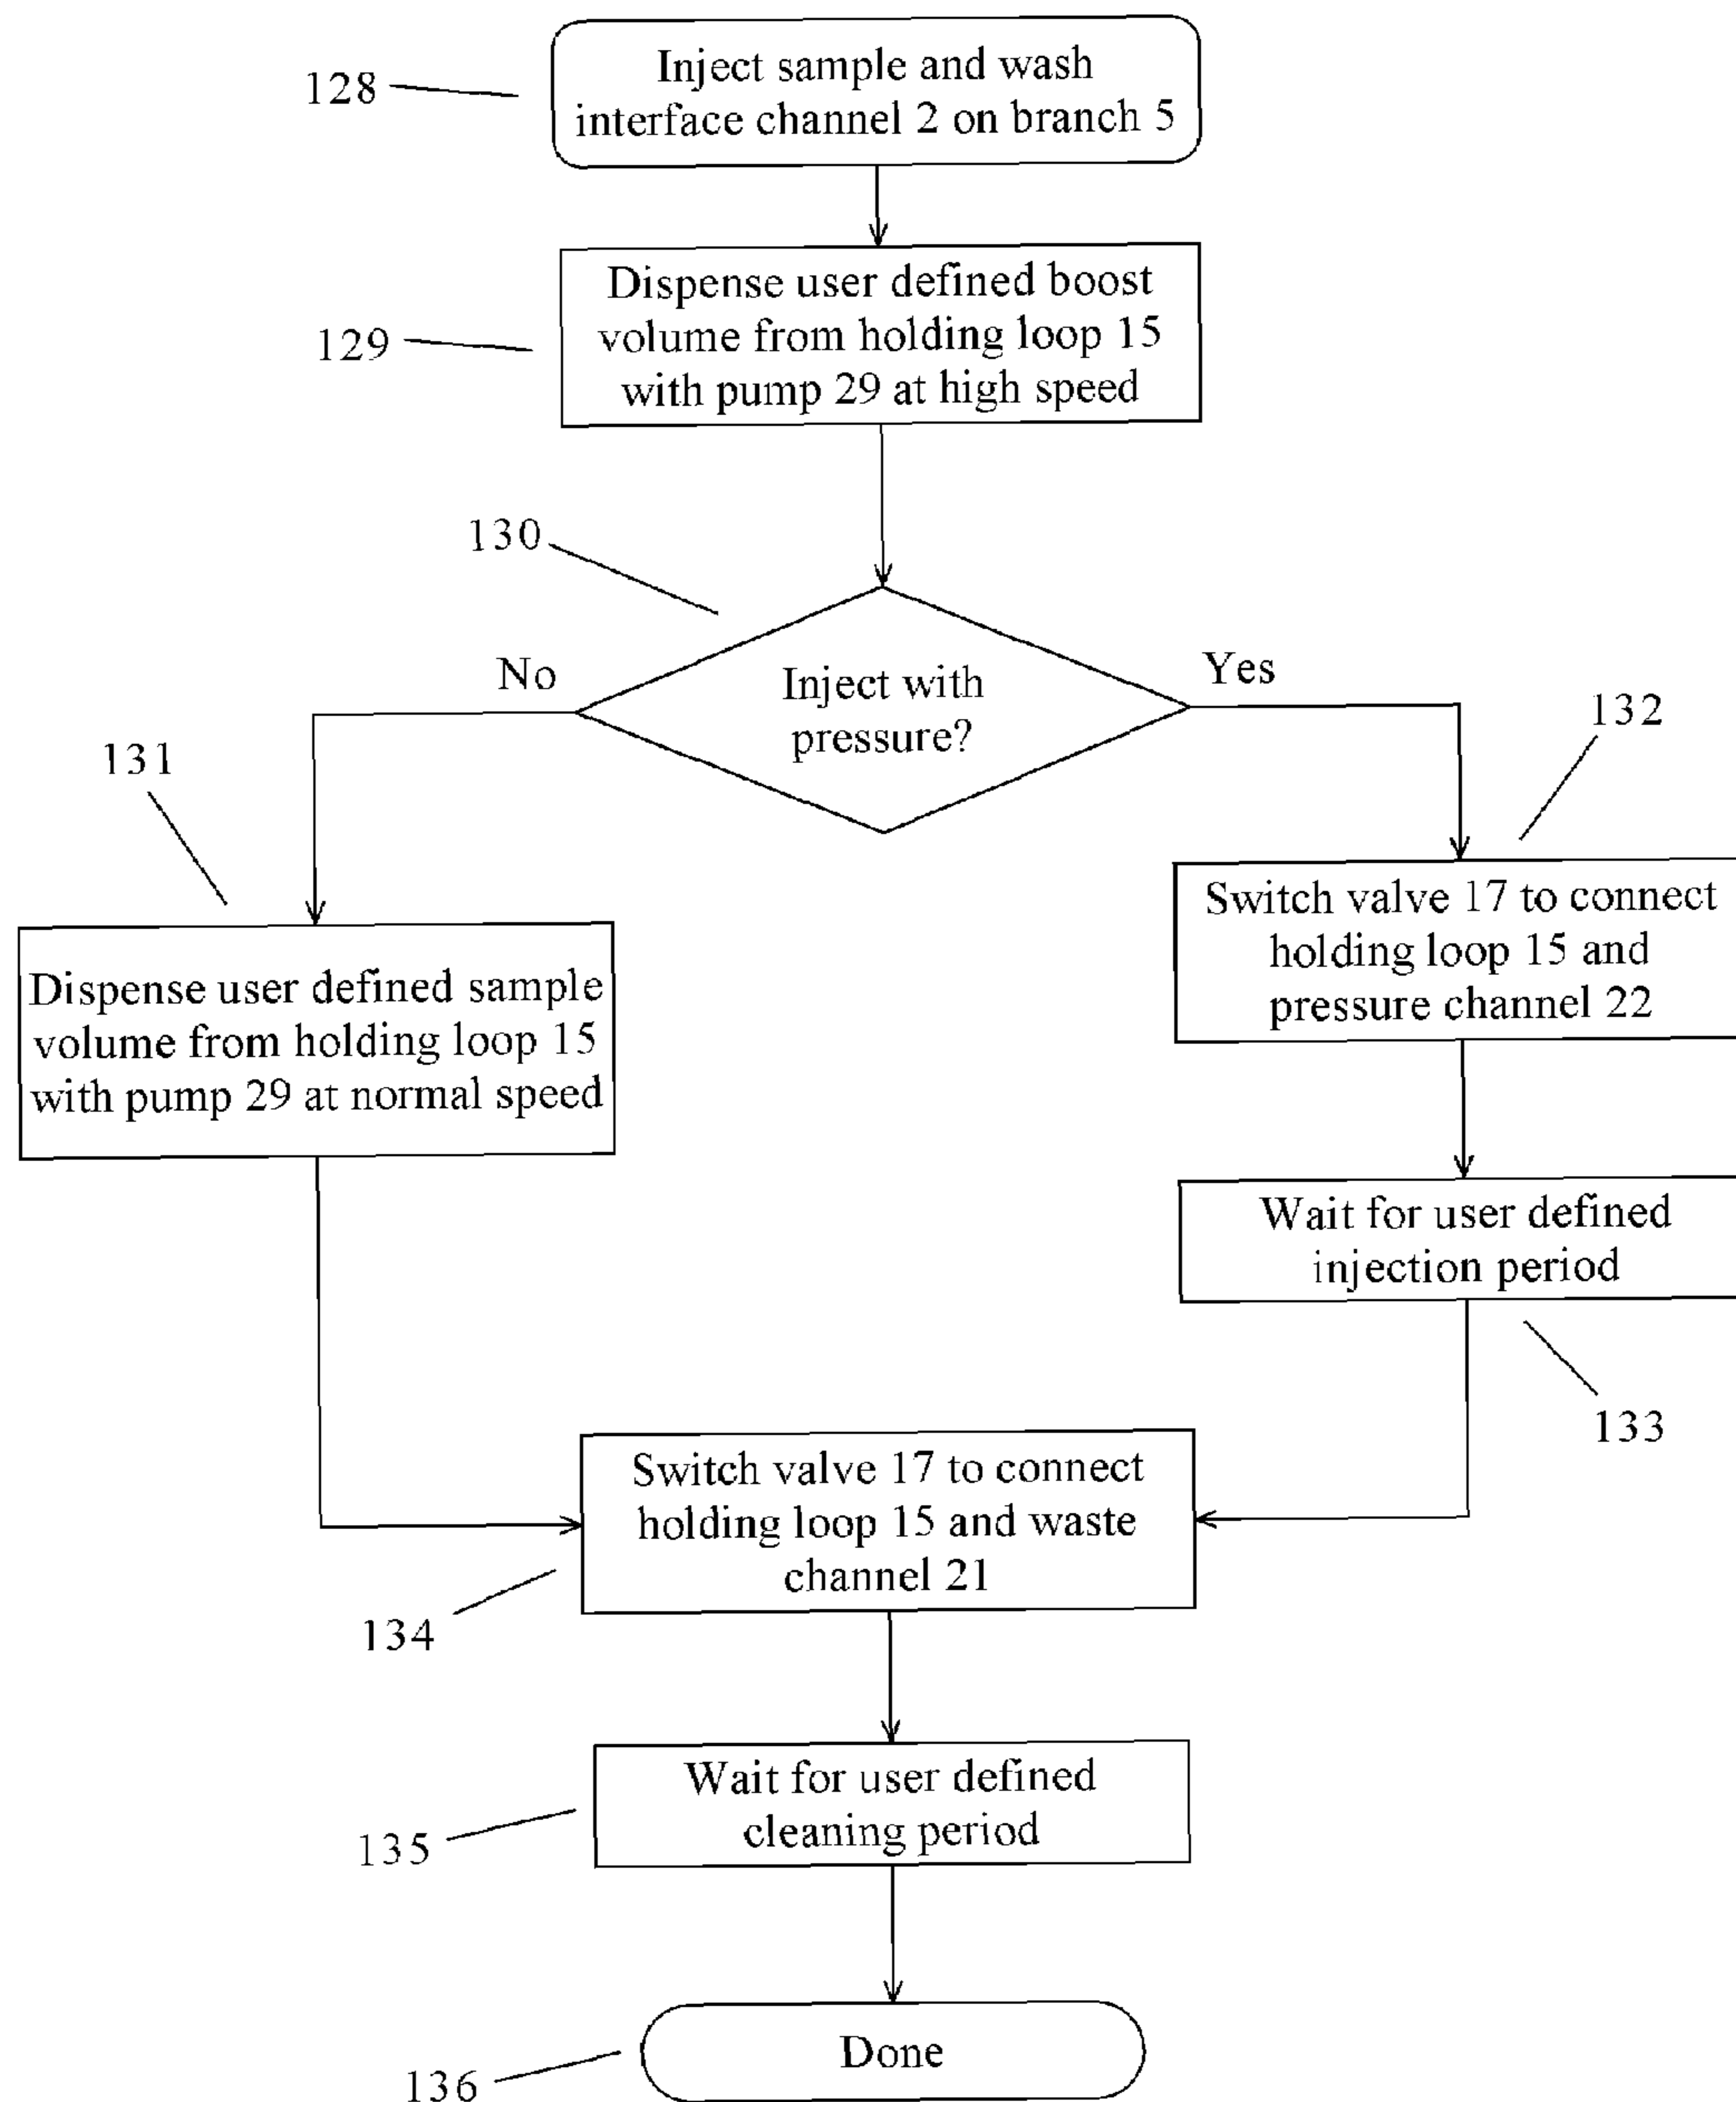 128
Inject sample and wash
interface channel 2 on branch 5
129
Dispense user defined boost
volume from holding loop 15
with pump 29 at high speed
130
Inject with
pressure?
No
Yes
131
Dispense user defined sample
volume from holding loop 15
with pump 29 at normal speed
132
Switch valve 17 to connect
holding loop 15 and
pressure channel 22
Wait for user defined
injection period
133
Switch valve 17 to connect
holding loop 15 and waste
channel 21
134
Wait for user defined
cleaning period
135
Done
136